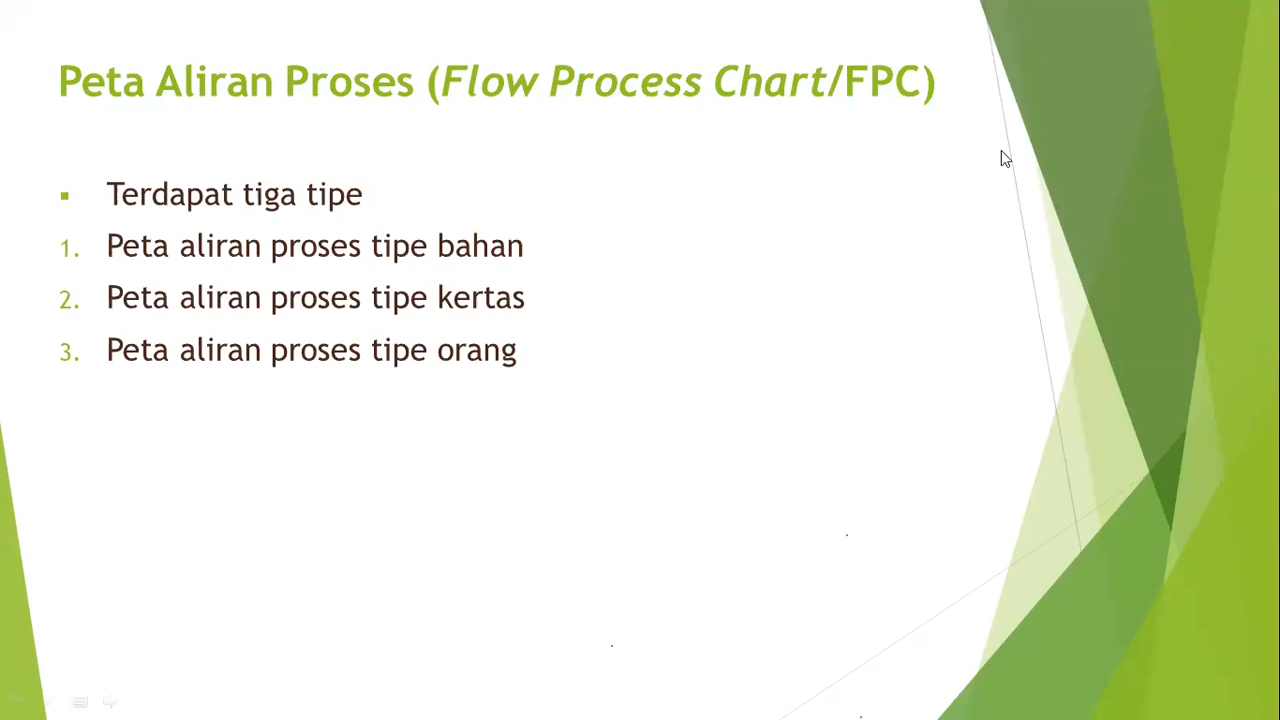 Peta Aliran Proses (Flow Process Chart/FPC)
▪ Terdapat tiga tipe
1. Peta aliran proses tipe bahan
2. Peta aliran proses tipe kertas
3. Peta aliran proses tipe orang